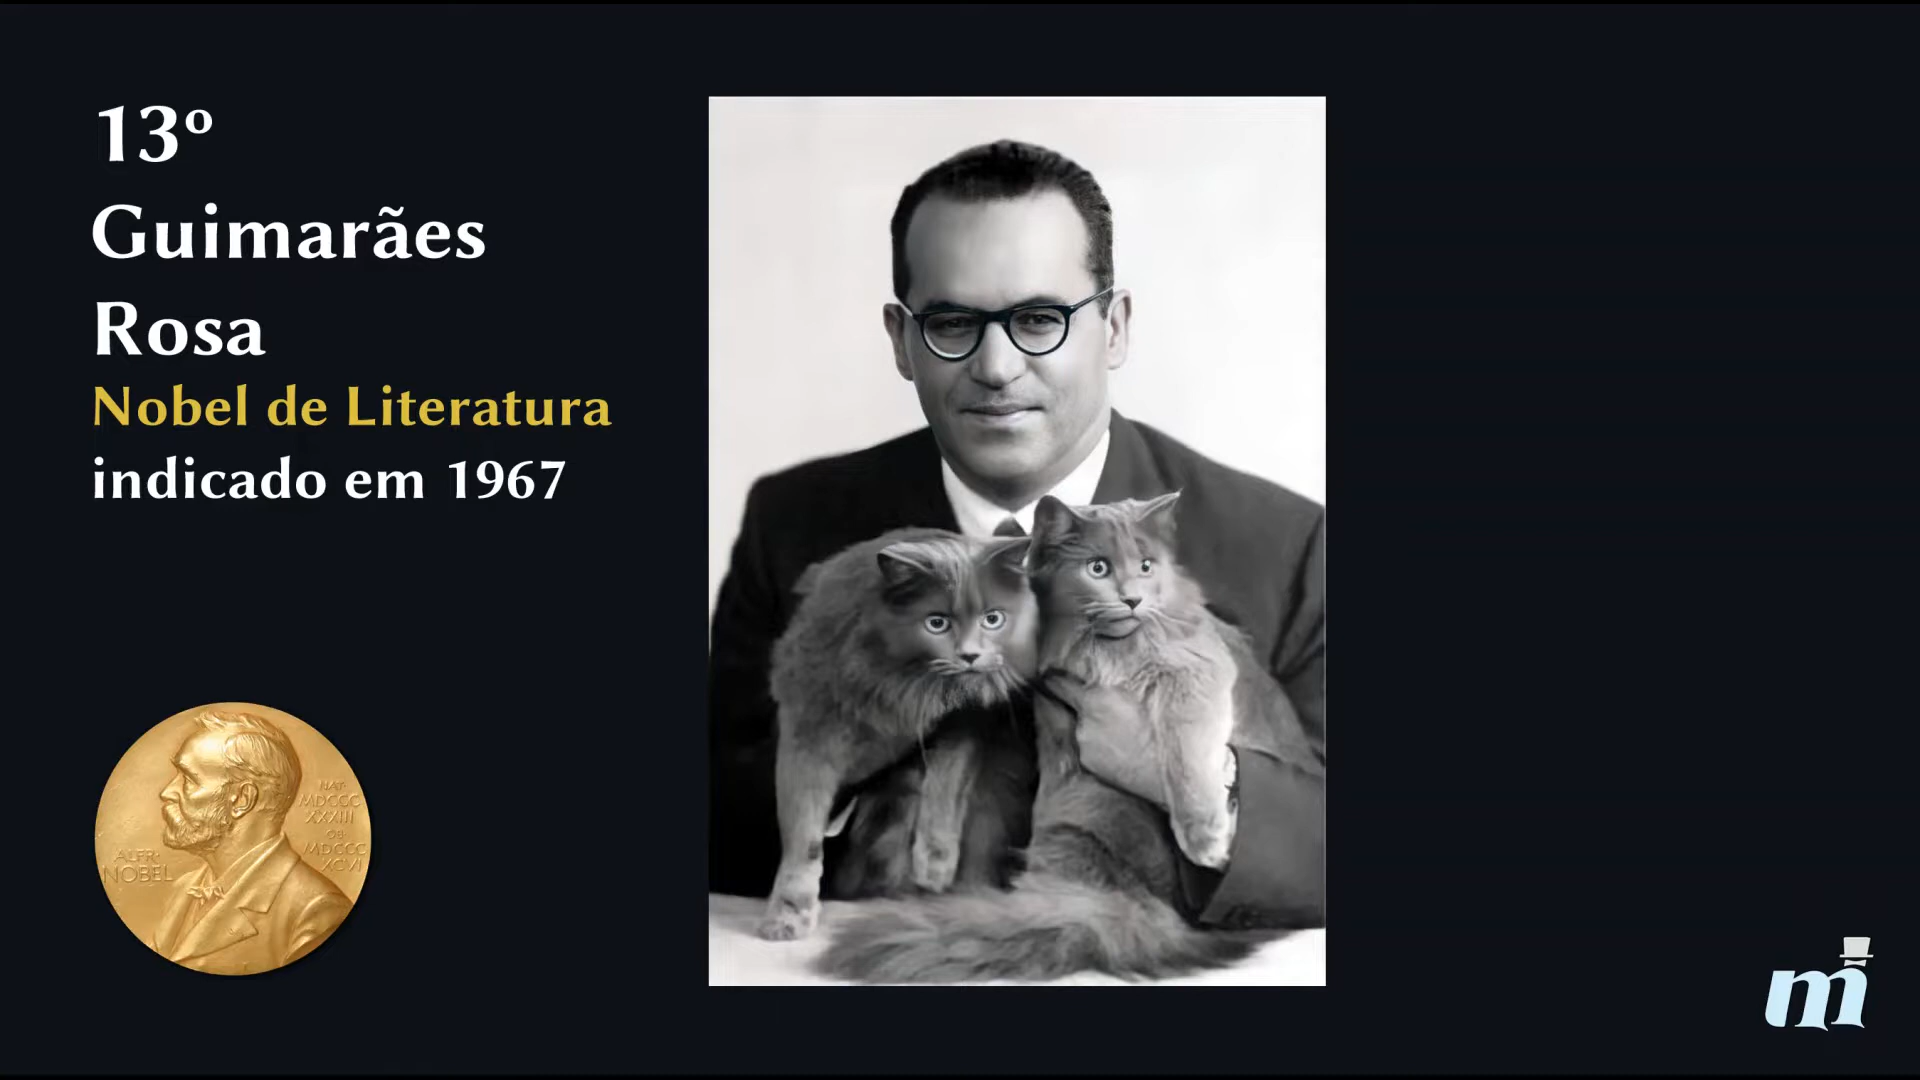 13º
Guimarães
Rosa
Nobel de Literatura
indicado em 1967
ALFR·
NOBEL
NAT·
MDCCC
XXXIII
OB·
MDCCC
XCVI
m